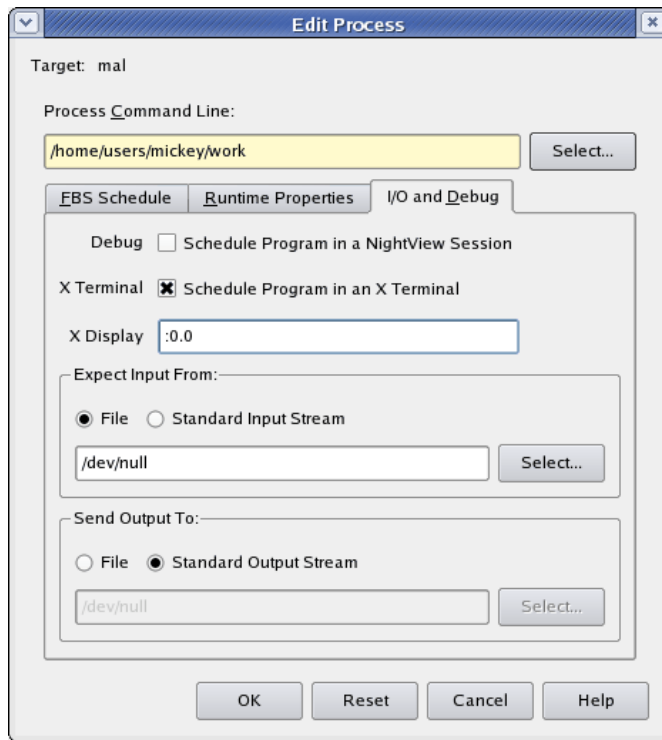 Edit Process
Target: mal
Process Command Line:
/home/users/mickey/work Select...
FBS Schedule Runtime Properties I/O and Debug
Debug Schedule Program in a NightView Session
X Terminal Schedule Program in an X Terminal
X Display :0.0
Expect Input From:
File Standard Input Stream
/dev/null Select...
Send Output To:
File Standard Output Stream
/dev/null Select...
OK Reset Cancel Help